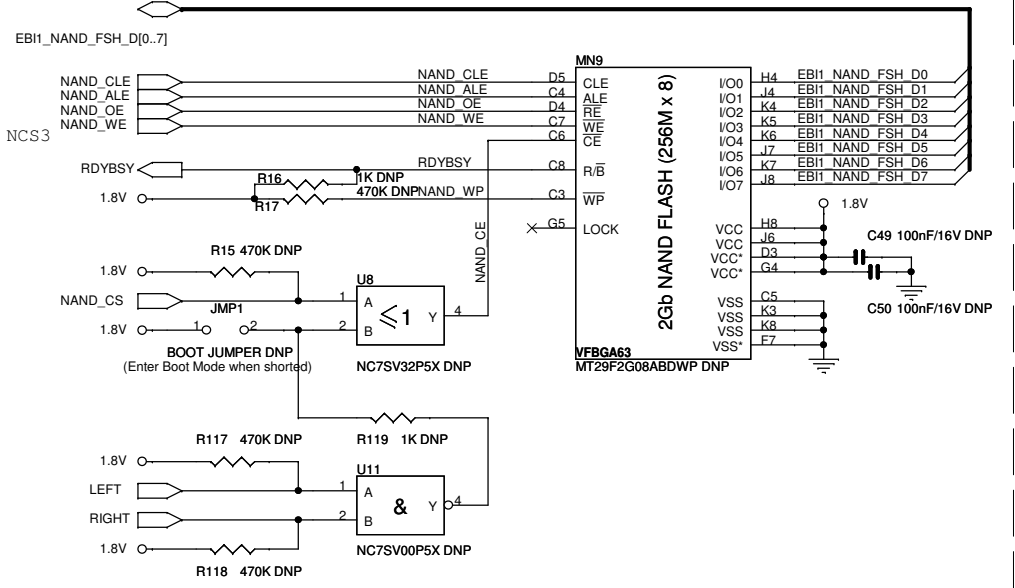 EBI1_NAND_FSH_D[0..7]
NAND_CLE
NAND_ALE
NAND_OE
NAND_WE
NCS3
RDYBSY
1.8V
NAND_CLE
NAND_ALE
NAND_OE
NAND_WE
RDYBSY
R16
1K DNP
470K DNP
NAND_WP
R17
NAND_CE
D5
C4
D4
C7
C6
C8
C3
G5
MN9
CLE
ALE
RE
WE
CE
R/B
WP
LOCK
2Gb NAND FLASH (256M x 8)
I/O0
I/O1
I/O2
I/O3
I/O4
I/O5
I/O6
I/O7
VCC
VCC
VCC*
VCC*
VSS
VSS
VSS
VSS*
VFBGA63
MT29F2G08ABDWP DNP
H4 EBI1_NAND_FSH_D0
J4 EBI1_NAND_FSH_D1
K4 EBI1_NAND_FSH_D2
K5 EBI1_NAND_FSH_D3
K6 EBI1_NAND_FSH_D4
J7 EBI1_NAND_FSH_D5
K7 EBI1_NAND_FSH_D6
J8 EBI1_NAND_FSH_D7
1.8V
H8
J6
D3
G4
C5
K3
K8
F7
C49 100nF/16V DNP
C50 100nF/16V DNP
R15 470K DNP
1.8V
NAND_CS
JMP1
1.8V
1
2
BOOT JUMPER DNP
(Enter Boot Mode when shorted)
U8
1
A
2
B
≤1
Y
4
NC7SV32P5X DNP
R119 1K DNP
R117 470K DNP
1.8V
LEFT
RIGHT
1.8V
R118 470K DNP
U11
1
A
2
B
&
Y
4
NC7SV00P5X DNP